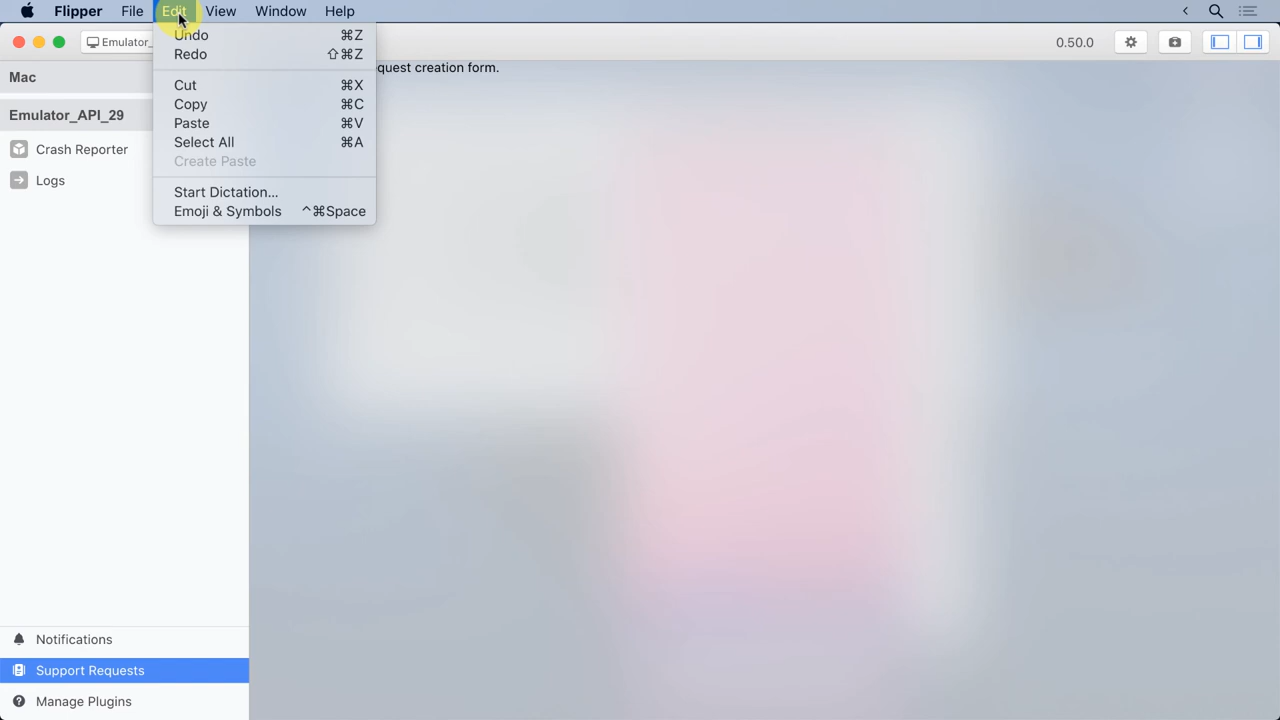 Flipper File Edit View Window Help
Emulator_ 0.50.0
Mac
quest creation form.
Emulator_API_29
Crash Reporter
Logs
Undo ⌘Z
Redo ⇧⌘Z
Cut ⌘X
Copy ⌘C
Paste ⌘V
Select All ⌘A
Create Paste
Start Dictation...
Emoji & Symbols ^⌘Space
Notifications
Support Requests
Manage Plugins